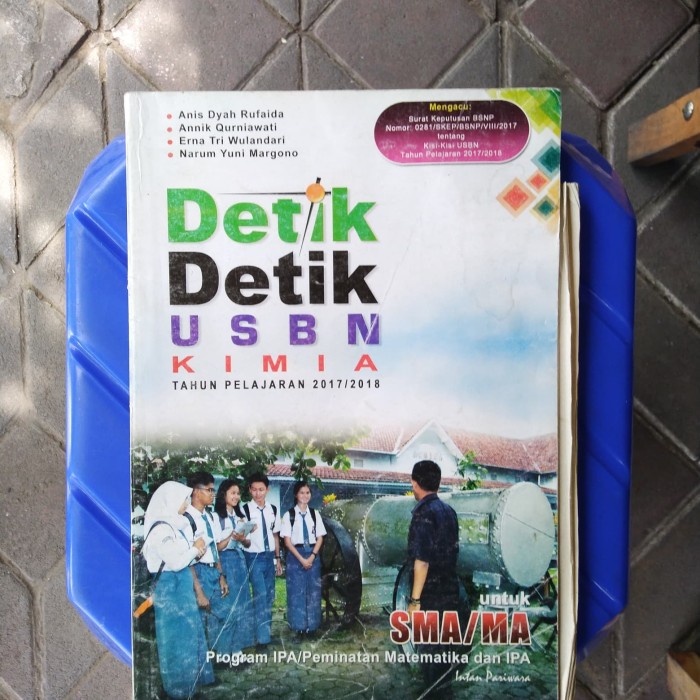 Anis Dyah Rufaida
Annik Qurniawati
Erna Tri Wulandari
Narum Yuni Margono
Mengacu:
Surat Keputusan BSNP
Nomor: 0281/SKEP/BSNP/VIII/2017
tentang
Kisi-Kisi USBN
Tahun Pelajaran 2017/2018
Detik
Detik
USBN
KIMIA
TAHUN PELAJARAN 2017/2018
untuk
SMA/MA
Program IPA/Peminatan Matematika dan IPA
Intan Pariwara